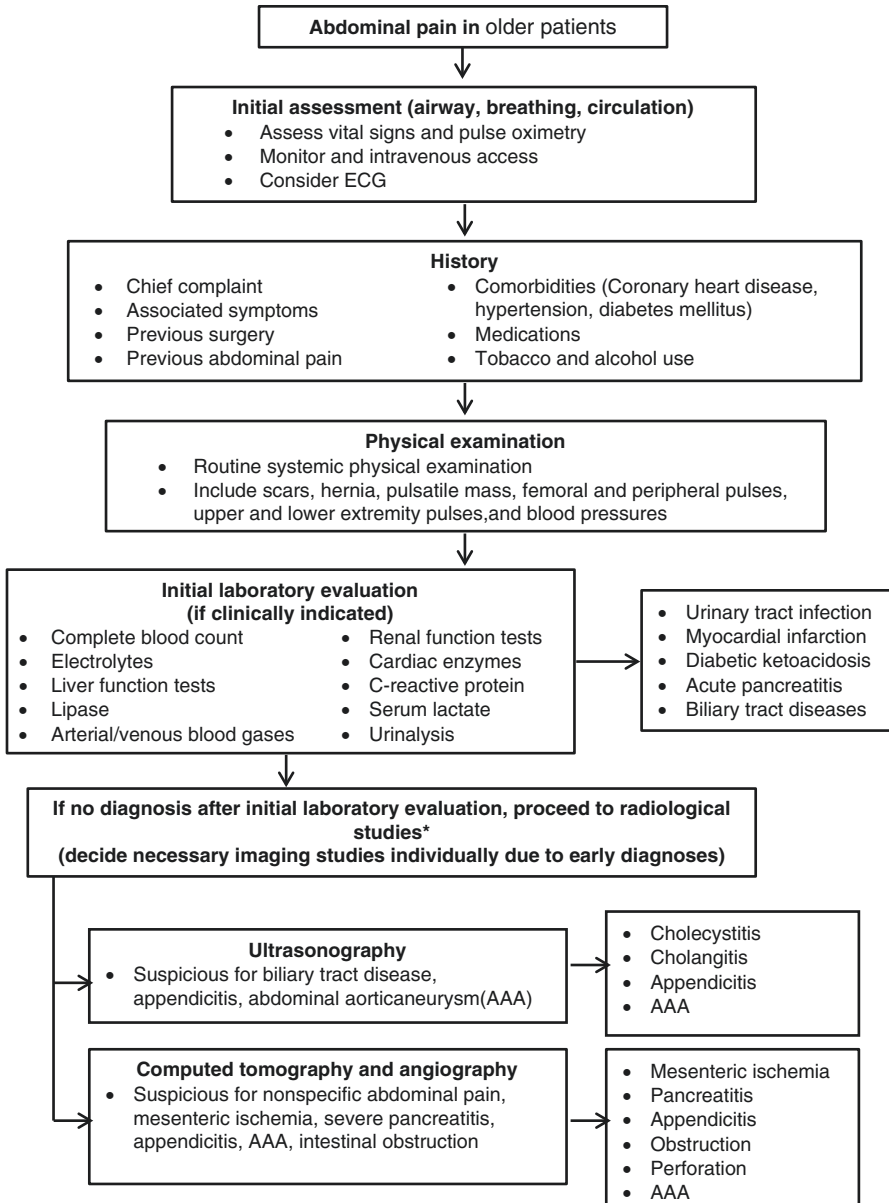 Abdominal pain in older patients
Initial assessment (airway, breathing, circulation)
• Assess vital signs and pulse oximetry
• Monitor and intravenous access
• Consider ECG
History
• Chief complaint
• Associated symptoms
• Previous surgery
• Previous abdominal pain
• Comorbidities (Coronary heart disease,
hypertension, diabetes mellitus)
• Medications
• Tobacco and alcohol use
Physical examination
• Routine systemic physical examination
• Include scars, hernia, pulsatile mass, femoral and peripheral pulses,
upper and lower extremity pulses,and blood pressures
Initial laboratory evaluation
(if clinically indicated)
• Complete blood count
• Electrolytes
• Liver function tests
• Lipase
• Arterial/venous blood gases
• Renal function tests
• Cardiac enzymes
• C-reactive protein
• Serum lactate
• Urinalysis
• Urinary tract infection
• Myocardial infarction
• Diabetic ketoacidosis
• Acute pancreatitis
• Biliary tract diseases
If no diagnosis after initial laboratory evaluation, proceed to radiological
studies*
(decide necessary imaging studies individually due to early diagnoses)
Ultrasonography
• Suspicious for biliary tract disease,
appendicitis, abdominal aorticaneurysm(AAA)
• Cholecystitis
• Cholangitis
• Appendicitis
• AAA
Computed tomography and angiography
• Suspicious for nonspecific abdominal pain,
mesenteric ischemia, severe pancreatitis,
appendicitis, AAA, intestinal obstruction
• Mesenteric ischemia
• Pancreatitis
• Appendicitis
• Obstruction
• Perforation
• AAA